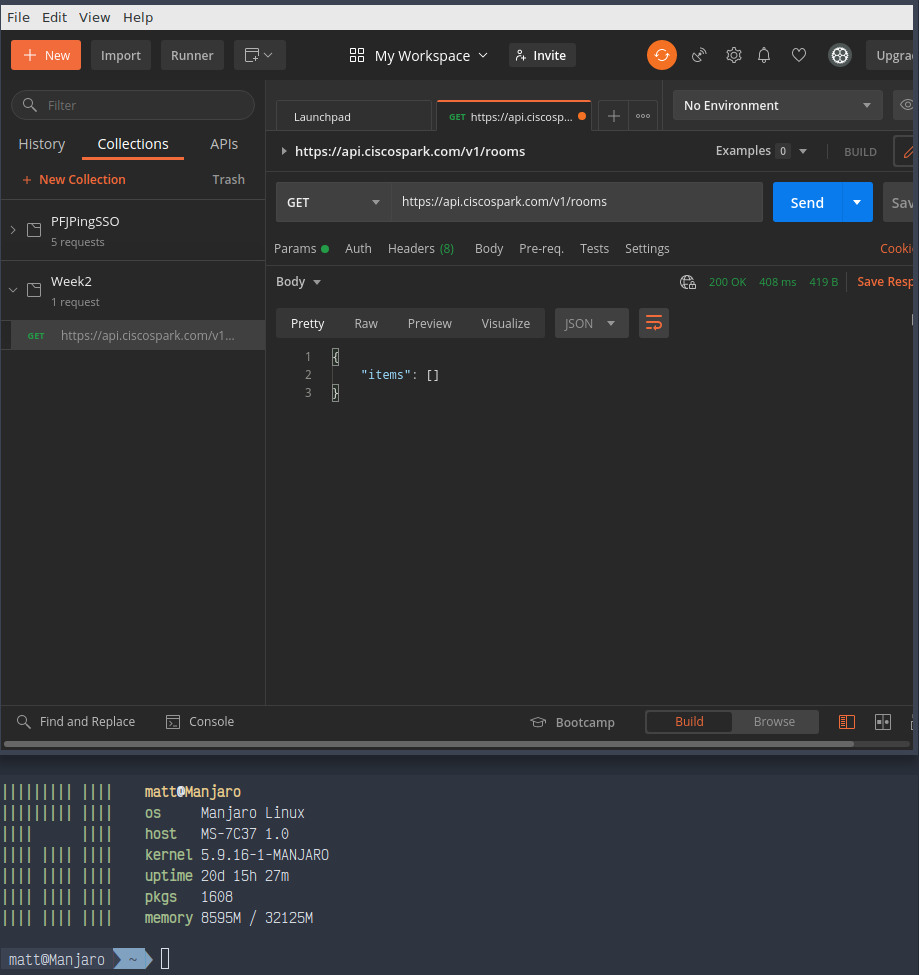 File Edit View Help
+ New Import Runner My Workspace Invite Upgra
Filter
Launchpad
GET https://api.ciscosp...
No Environment
History Collections APIs
+ New Collection Trash
https://api.ciscospark.com/v1/rooms
Examples 0 BUILD
PFJPingSSO
5 requests
GET https://api.ciscospark.com/v1/rooms Send Sav
Params Auth Headers (8) Body Pre-req. Tests Settings Cooki
Week2
1 request
Body 200 OK 408 ms 419 B Save Resp
GET https://api.ciscospark.com/v1...
Pretty Raw Preview Visualize JSON
1 {
2 "items": []
3 }
Find and Replace Console Bootcamp Build Browse
matt@Manjaro
os Manjaro Linux
host MS-7C37 1.0
kernel 5.9.16-1-MANJARO
uptime 20d 15h 27m
pkgs 1608
memory 8595M / 32125M
matt@Manjaro ~